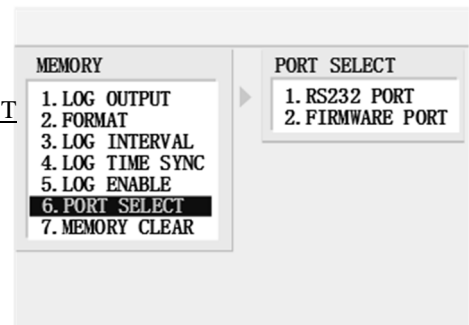 T
MEMORY
1. LOG OUTPUT
2. FORMAT
3. LOG INTERVAL
4. LOG TIME SYNC
5. LOG ENABLE
6. PORT SELECT
7. MEMORY CLEAR
PORT SELECT
1. RS232 PORT
2. FIRMWARE PORT